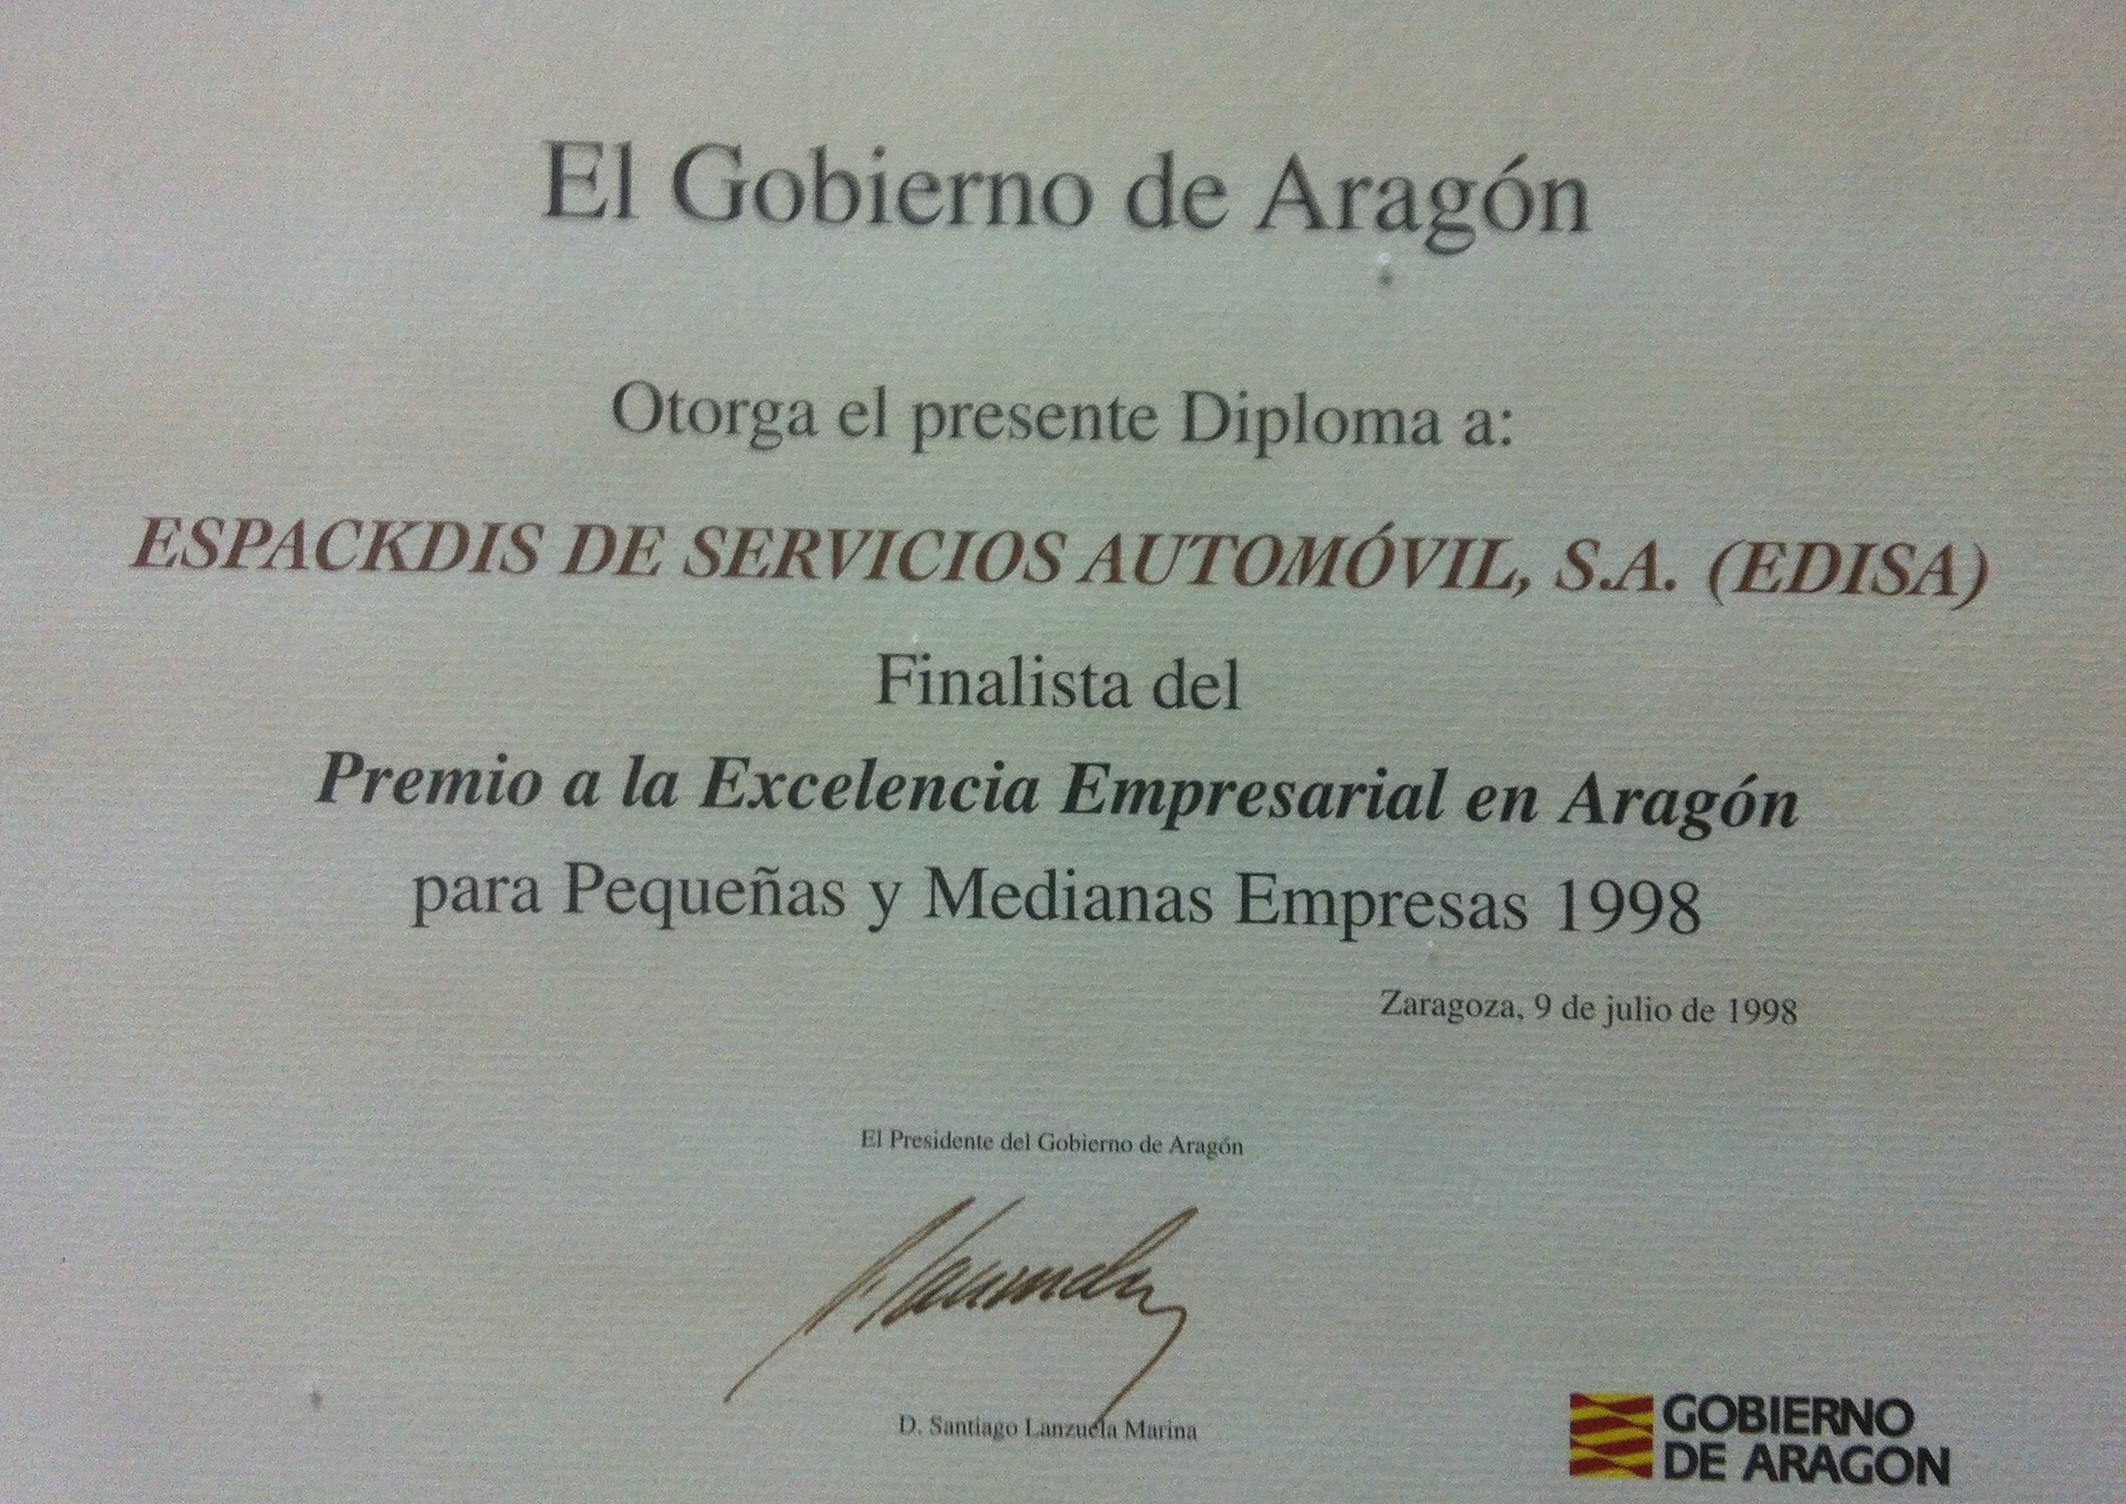 El Gobierno de Aragón
Otorga el presente Diploma a:
ESPACKDIS DE SERVICIOS AUTOMÓVIL, S.A. (EDISA)
Finalista del
Premio a la Excelencia Empresarial en Aragón
para Pequeñas y Medianas Empresas 1998
Zaragoza, 9 de julio de 1998
El Presidente del Gobierno de Aragón
D. Santiago Lanzuela Marina
GOBIERNO
DE ARAGON